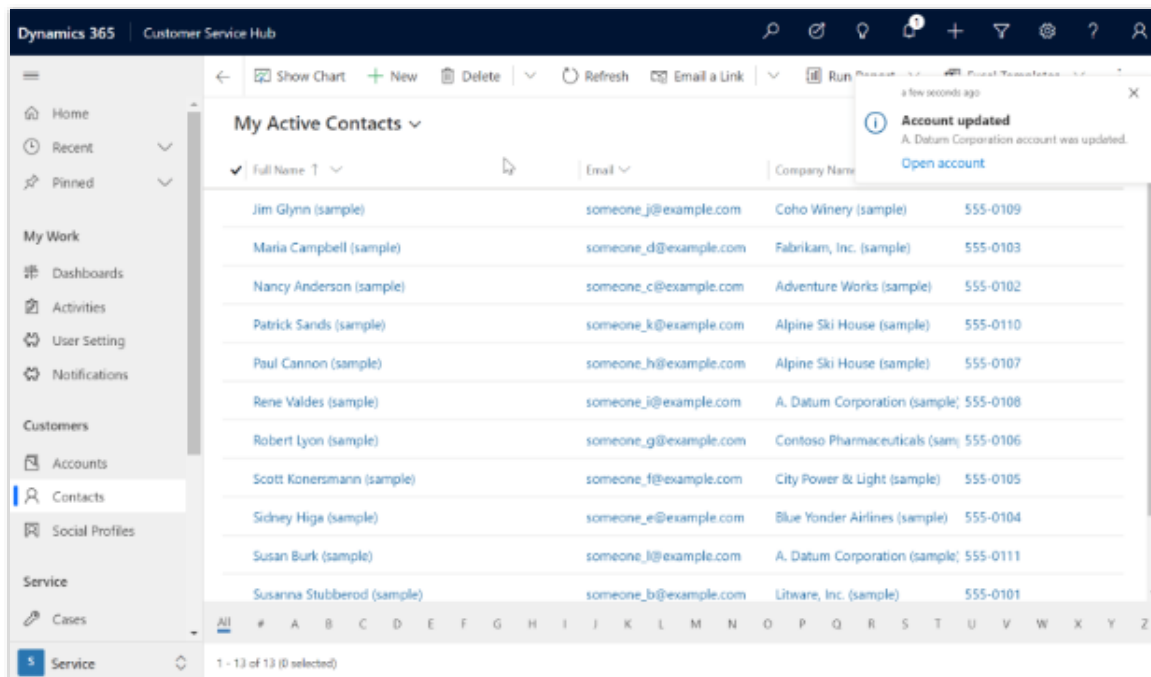 Dynamics 365 Customer Service Hub 1
Show Chart New Delete Refresh Email a Link Run
a few seconds ago
Account updated
A. Datum Corporation account was updated.
Open account
Home
Recent
Pinned
My Work
Dashboards
Activities
User Setting
Notifications
Customers
Accounts
Contacts
Social Profiles
Service
Cases
S Service
My Active Contacts
Full Name ↑ Email Company Name
Jim Glynn (sample) someone_j@example.com Coho Winery (sample) 555-0109
Maria Campbell (sample) someone_d@example.com Fabrikam, Inc. (sample) 555-0103
Nancy Anderson (sample) someone_c@example.com Adventure Works (sample) 555-0102
Patrick Sands (sample) someone_k@example.com Alpine Ski House (sample) 555-0110
Paul Cannon (sample) someone_h@example.com Alpine Ski House (sample) 555-0107
Rene Valdes (sample) someone_i@example.com A. Datum Corporation (sample) 555-0108
Robert Lyon (sample) someone_g@example.com Contoso Pharmaceuticals (sam 555-0106
Scott Konersmann (sample) someone_f@example.com City Power & Light (sample) 555-0105
Sidney Higa (sample) someone_e@example.com Blue Yonder Airlines (sample) 555-0104
Susan Burk (sample) someone_l@example.com A. Datum Corporation (sample) 555-0111
Susanna Stubberod (sample) someone_b@example.com Litware, Inc. (sample) 555-0101
All # A B C D E F G H I J K L M N O P Q R S T U V W X Y Z
1 - 13 of 13 (0 selected)